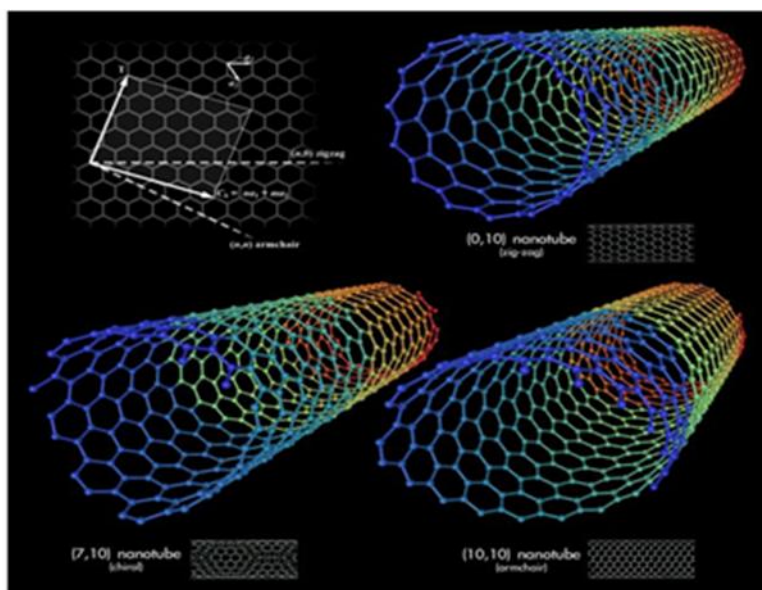 T
(n,0) zigzag
(n,n) armchair
(0,10) nanotube
(zig-zag)
(7,10) nanotube
(chiral)
(10,10) nanotube
(armchair)